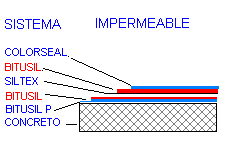 SISTEMA IMPERMEABLE
COLORSEAL
BITUSIL
SILTEX
BITUSIL
BITUSIL P
CONCRETO